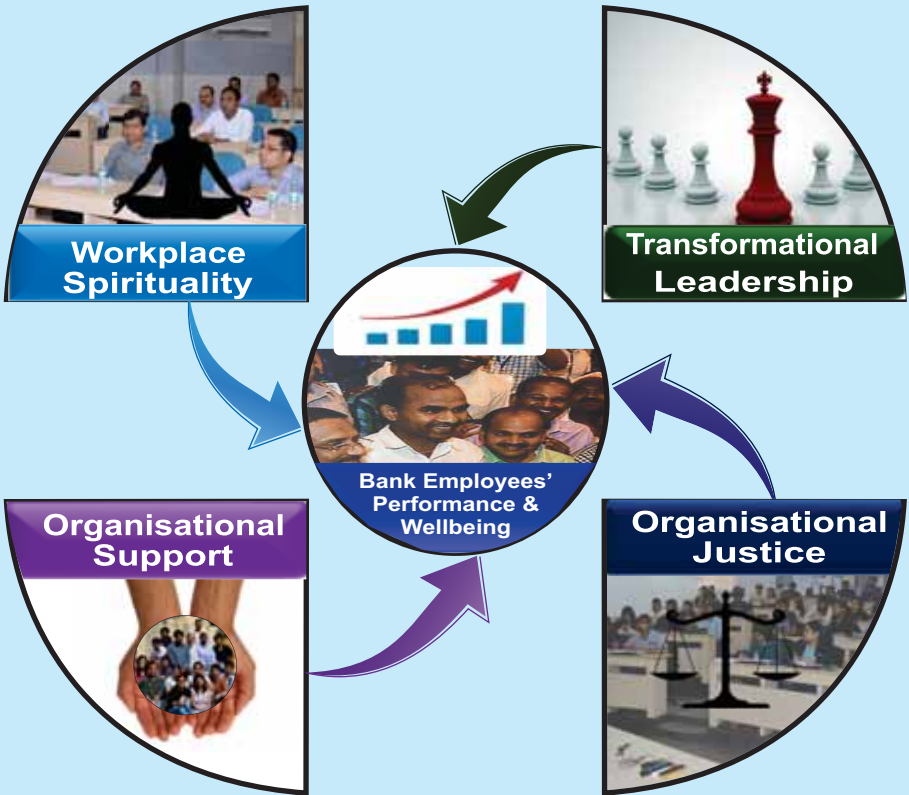 Workplace
Spirituality
Transformational
Leadership
Bank Employees'
Performance &
Wellbeing
Organisational
Support
Organisational
Justice